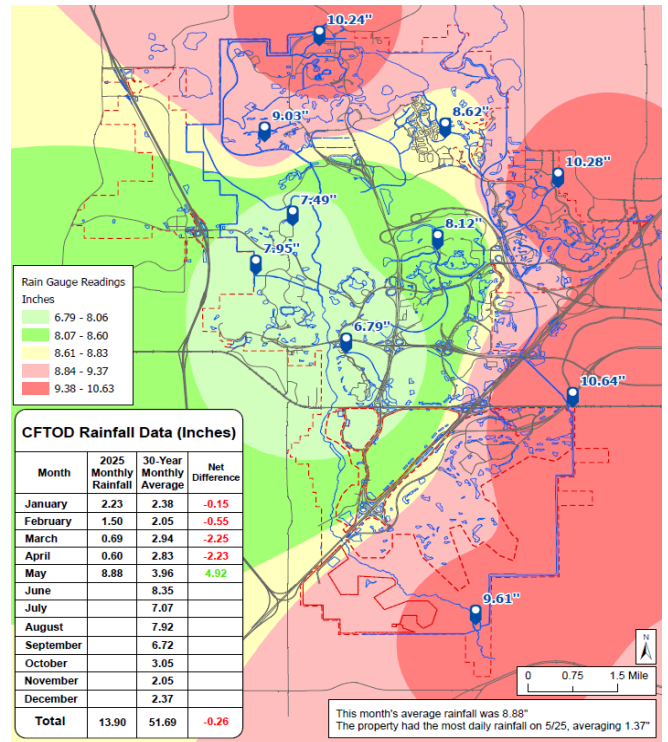 10.24"
9.03"
8.62"
10.28"
7.49"
8.12"
7.95"
6.79"
10.64"
9.61"
Rain Gauge Readings
Inches
6.79 - 8.06
8.07 - 8.60
8.61 - 8.83
8.84 - 9.37
9.38 - 10.63
CFTOD Rainfall Data (Inches)
Month 2025 Monthly Rainfall 30-Year Monthly Average Net Difference
January 2.23 2.38 -0.15
February 1.50 2.05 -0.55
March 0.69 2.94 -2.25
April 0.60 2.83 -2.23
May 8.88 3.96 4.92
June 8.35
July 7.07
August 7.92
September 6.72
October 3.05
November 2.05
December 2.37
Total 13.90 51.69 -0.26
N
0 0.75 1.5 Mile
This month's average rainfall was 8.88"
The property had the most daily rainfall on 5/25, averaging 1.37"